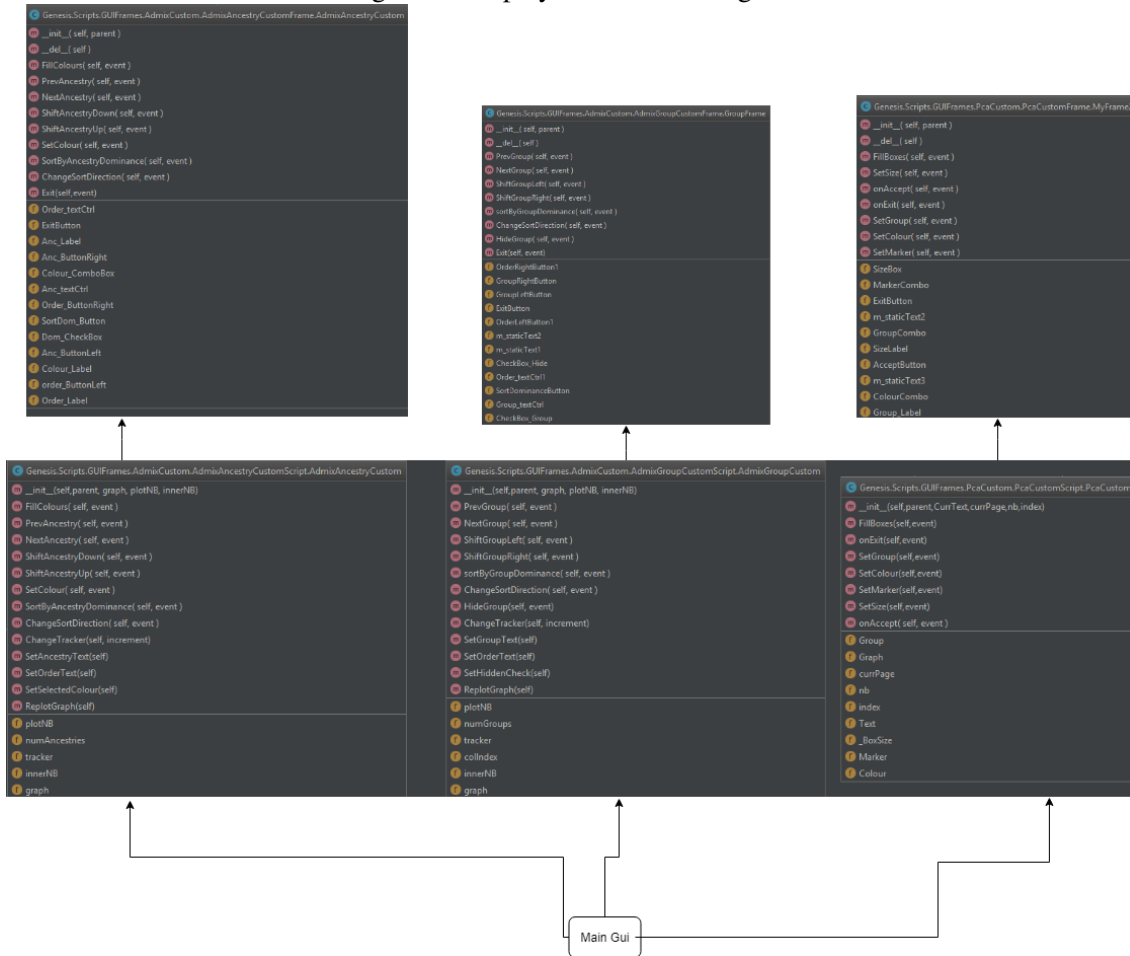 Genesis.Scripts.GUIFrames.AdmixCustom.AdmixAncestryCustomFrame.AdmixAncestryCustom
__init__( self, parent )
__del__( self )
FillColours( self, event )
PrevAncestry( self, event )
NextAncestry( self, event )
ShiftAncestryDown( self, event )
ShiftAncestryUp( self, event )
SetColour( self, event )
SortByAncestryDominance( self, event )
ChangeSortDirection( self, event )
Exit(self,event)
Order_textCtrl
ExitButton
Anc_Label
Anc_ButtonRight
Colour_ComboBox
Anc_textCtrl
Order_ButtonRight
SortDom_Button
Dom_CheckBox
Anc_ButtonLeft
Colour_Label
order_ButtonLeft
Order_Label
Genesis.Scripts.GUIFrames.AdmixCustom.AdmixGroupCustomFrame.GroupFrame
__init__( self, parent )
__del__( self )
PrevGroup( self, event )
NextGroup( self, event )
ShiftGroupLeft( self, event )
ShiftGroupRight( self, event )
sortByGroupDominance( self, event )
ChangeSortDirection( self, event )
HideGroup( self, event )
Exit(self, event)
OrderRightButton1
GroupRightButton
GroupLeftButton
ExitButton
OrderLeftButton1
m_staticText2
m_staticText1
CheckBox_Hide
Order_textCtrl1
SortDominanceButton
Group_textCtrl
CheckBox_Group
Genesis.Scripts.GUIFrames.PcaCustom.PcaCustomFrame.MyFrame.
__init__( self, parent )
__del__( self )
FillBoxes( self, event )
SetSize( self, event )
onAccept( self, event )
onExit( self, event )
SetGroup( self, event )
SetColour( self, event )
SetMarker( self, event )
SizeBox
MarkerCombo
ExitButton
m_staticText2
GroupCombo
SizeLabel
AcceptButton
m_staticText3
ColourCombo
Group_Label
Genesis.Scripts.GUIFrames.AdmixCustom.AdmixAncestryCustomScript.AdmixAncestryCustom
__init__(self,parent, graph, plotNB, innerNB)
FillColours( self, event )
PrevAncestry( self, event )
NextAncestry( self, event )
ShiftAncestryDown( self, event )
ShiftAncestryUp( self, event )
SetColour( self, event )
SortByAncestryDominance( self, event )
ChangeSortDirection( self, event )
ChangeTracker(self, increment)
SetAncestryText(self)
SetOrderText(self)
SetSelectedColour(self)
ReplotGraph(self)
plotNB
numAncestries
tracker
innerNB
graph
Genesis.Scripts.GUIFrames.AdmixCustom.AdmixGroupCustomScript.AdmixGroupCustom
__init__(self,parent, graph, plotNB, innerNB)
PrevGroup( self, event )
NextGroup( self, event )
ShiftGroupLeft( self, event )
ShiftGroupRight( self, event )
sortByGroupDominance( self, event )
ChangeSortDirection( self, event )
HideGroup(self, event)
ChangeTracker(self, increment)
SetGroupText(self)
SetOrderText(self)
SetHiddenCheck(self)
ReplotGraph(self)
plotNB
numGroups
tracker
colIndex
innerNB
graph
Genesis.Scripts.GUIFrames.PcaCustom.PcaCustomScript.PcaCustom
__init__(self,parent,CurrText,currPage,nb,index)
FillBoxes(self,event)
onExit(self,event)
SetGroup(self,event)
SetColour(self,event)
SetMarker(self,event)
SetSize(self,event)
onAccept( self, event )
Group
Graph
currPage
nb
index
Text
_BoxSize
Marker
Colour
Main Gui